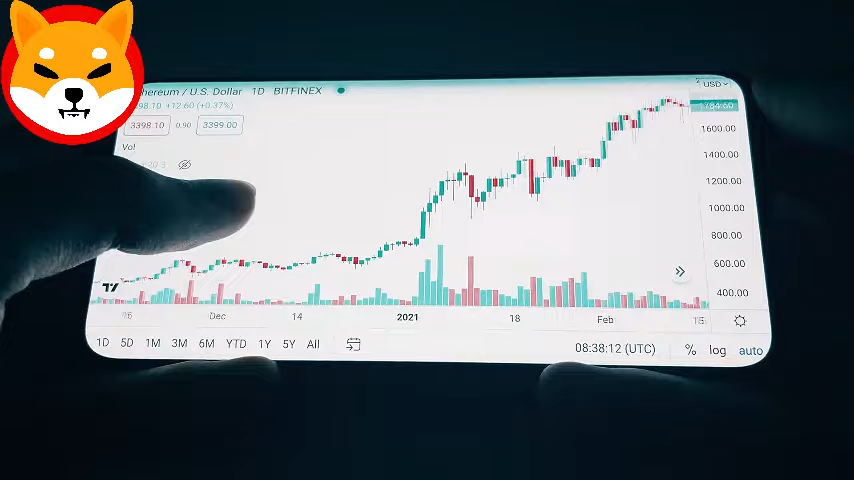 hereum / U.S. Dollar 1D BITFINEX
USD
98.10 +12.60 (+0.37%)
1784.60
3398.10 0.90 3399.00
1600.00
Vol
1400.00
1200.00
1000.00
800.00
600.00
400.00
16 Dec 14 2021 18 Feb 15
1D 5D 1M 3M 6M YTD 1Y 5Y All
08:38:12 (UTC) % log auto